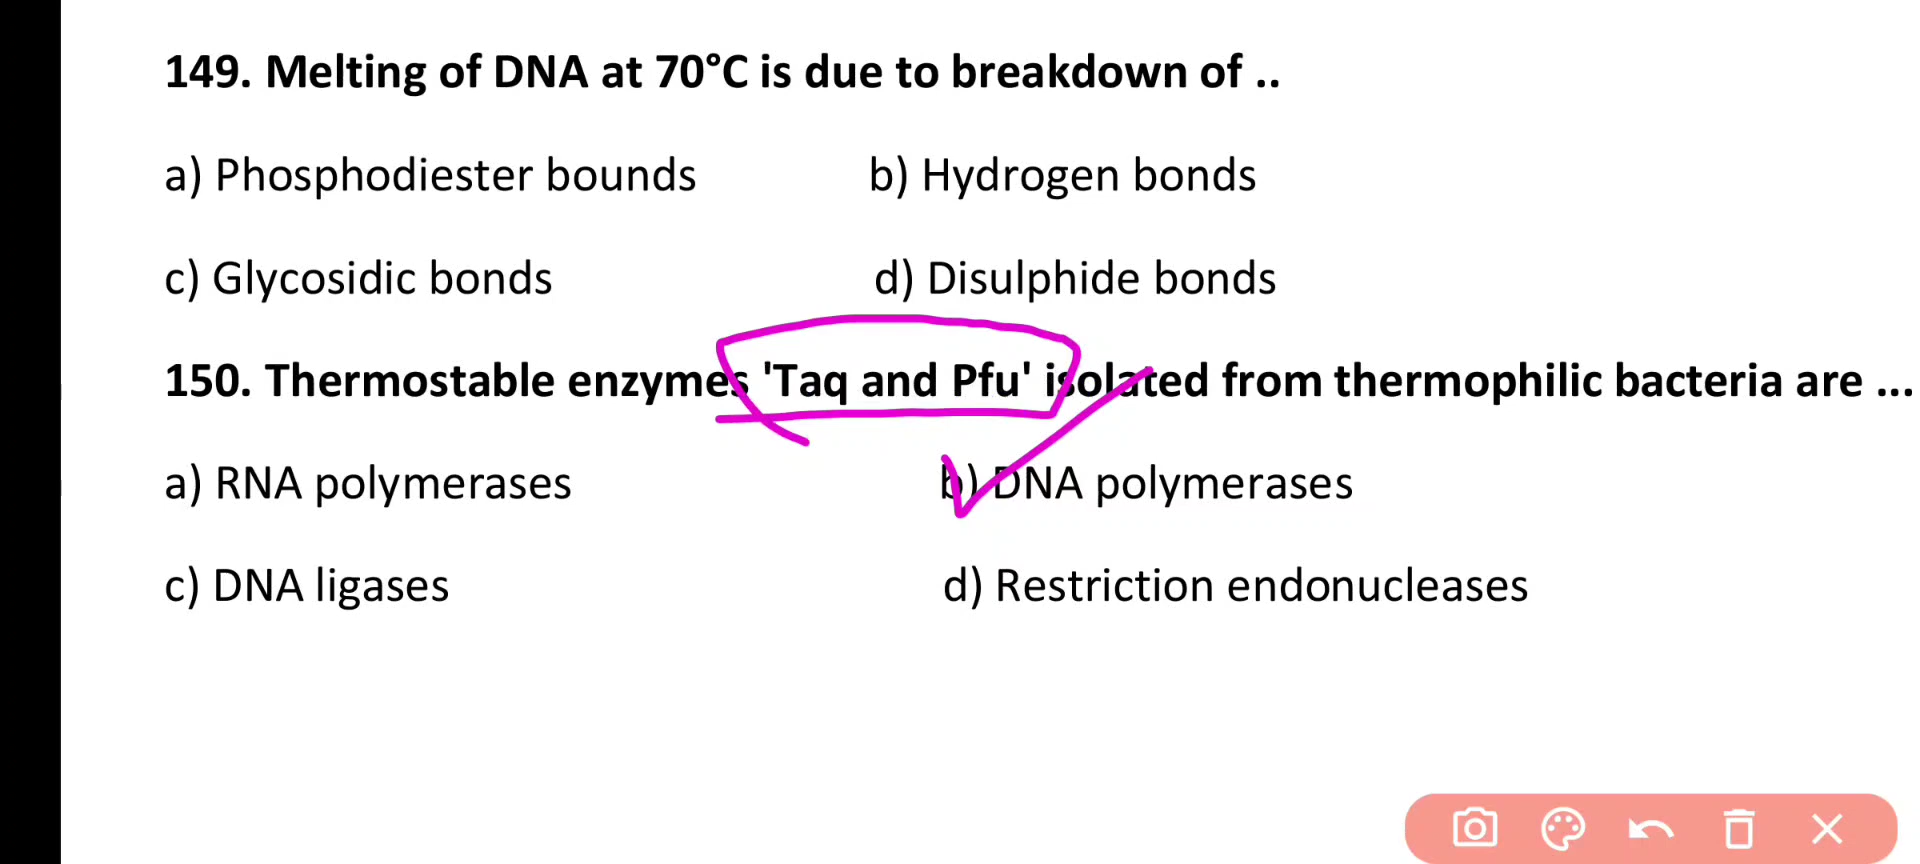 149. Melting of DNA at 70°C is due to breakdown of ..
a) Phosphodiester bounds b) Hydrogen bonds
c) Glycosidic bonds d) Disulphide bonds
150. Thermostable enzymes 'Taq and Pfu' isolated from thermophilic bacteria are ...
a) RNA polymerases b) DNA polymerases
c) DNA ligases d) Restriction endonucleases